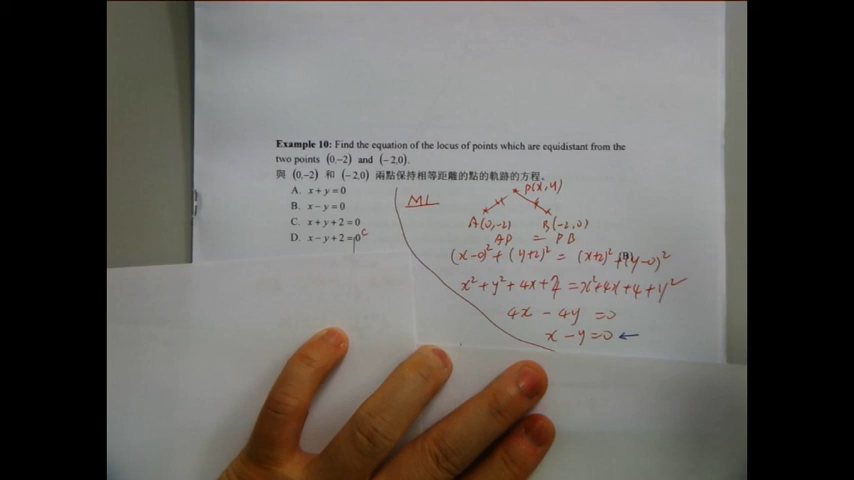 Example 10: Find the equation of the locus of points which are equidistant from the
two points (0,-2) and (-2,0).
與 (0,-2) 和 (-2,0) 兩點保持相等距離的點的軌跡的方程。
A. x + y = 0
B. x - y = 0
C. x + y + 2 = 0
D. x - y + 2 = 0
C
M1
P(x,y)
A(0,-2) B(-2,0)
AP = PB
(B)
(x-0)²+(y+2)² = (x+2)²+(y-0)²
x²+y²+4x+4 = x²+4x+4+y²
4x - 4y = 0
x - y = 0 ←